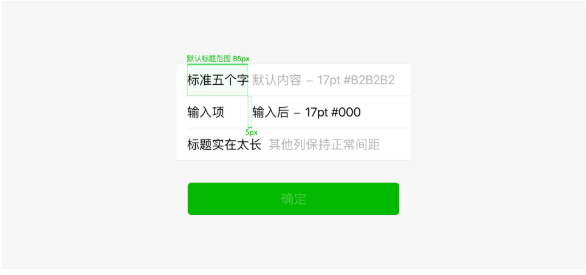 默认标题范围 85px
标准五个字 默认内容 – 17pt #B2B2B2
输入项 输入后 – 17pt #000
5px
标题实在太长 其他列保持正常间距
确定